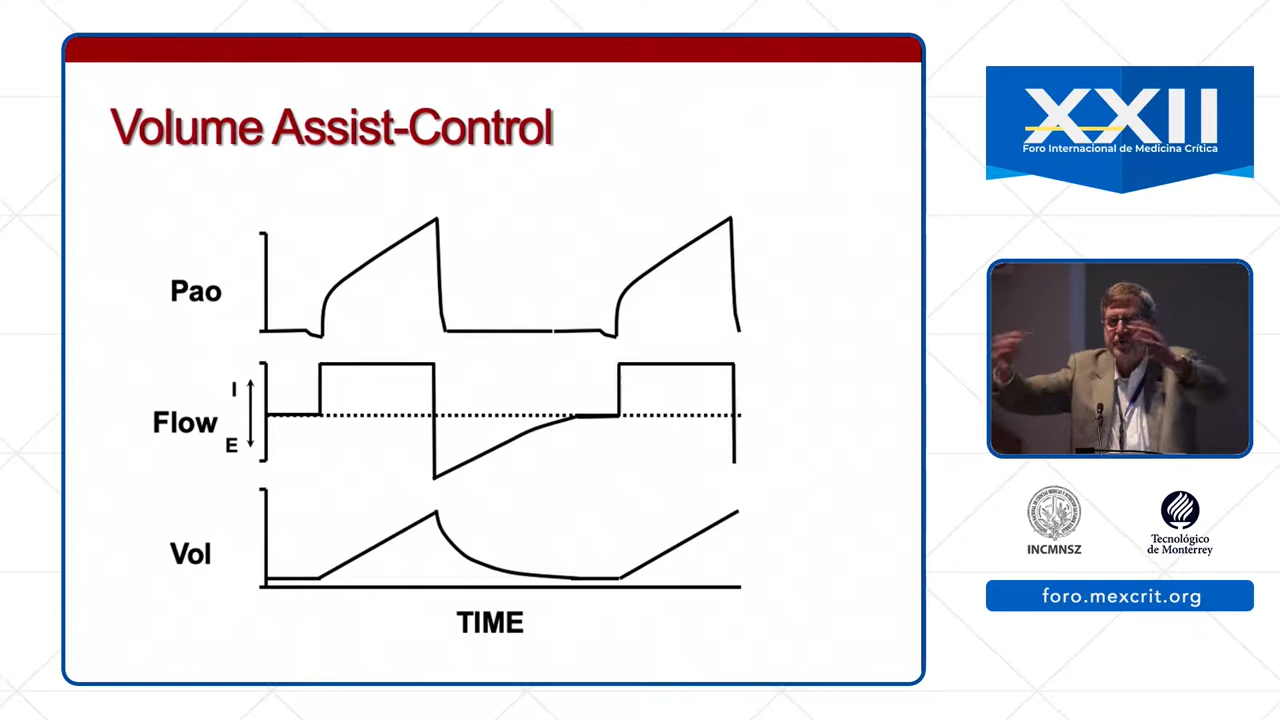 Volume Assist-Control
Pao
Flow
I
E
Vol
TIME
XXII
Foro Internacional de Medicina Crítica
INCMNSZ
Tecnológico
de Monterrey
foro.mexcrit.org